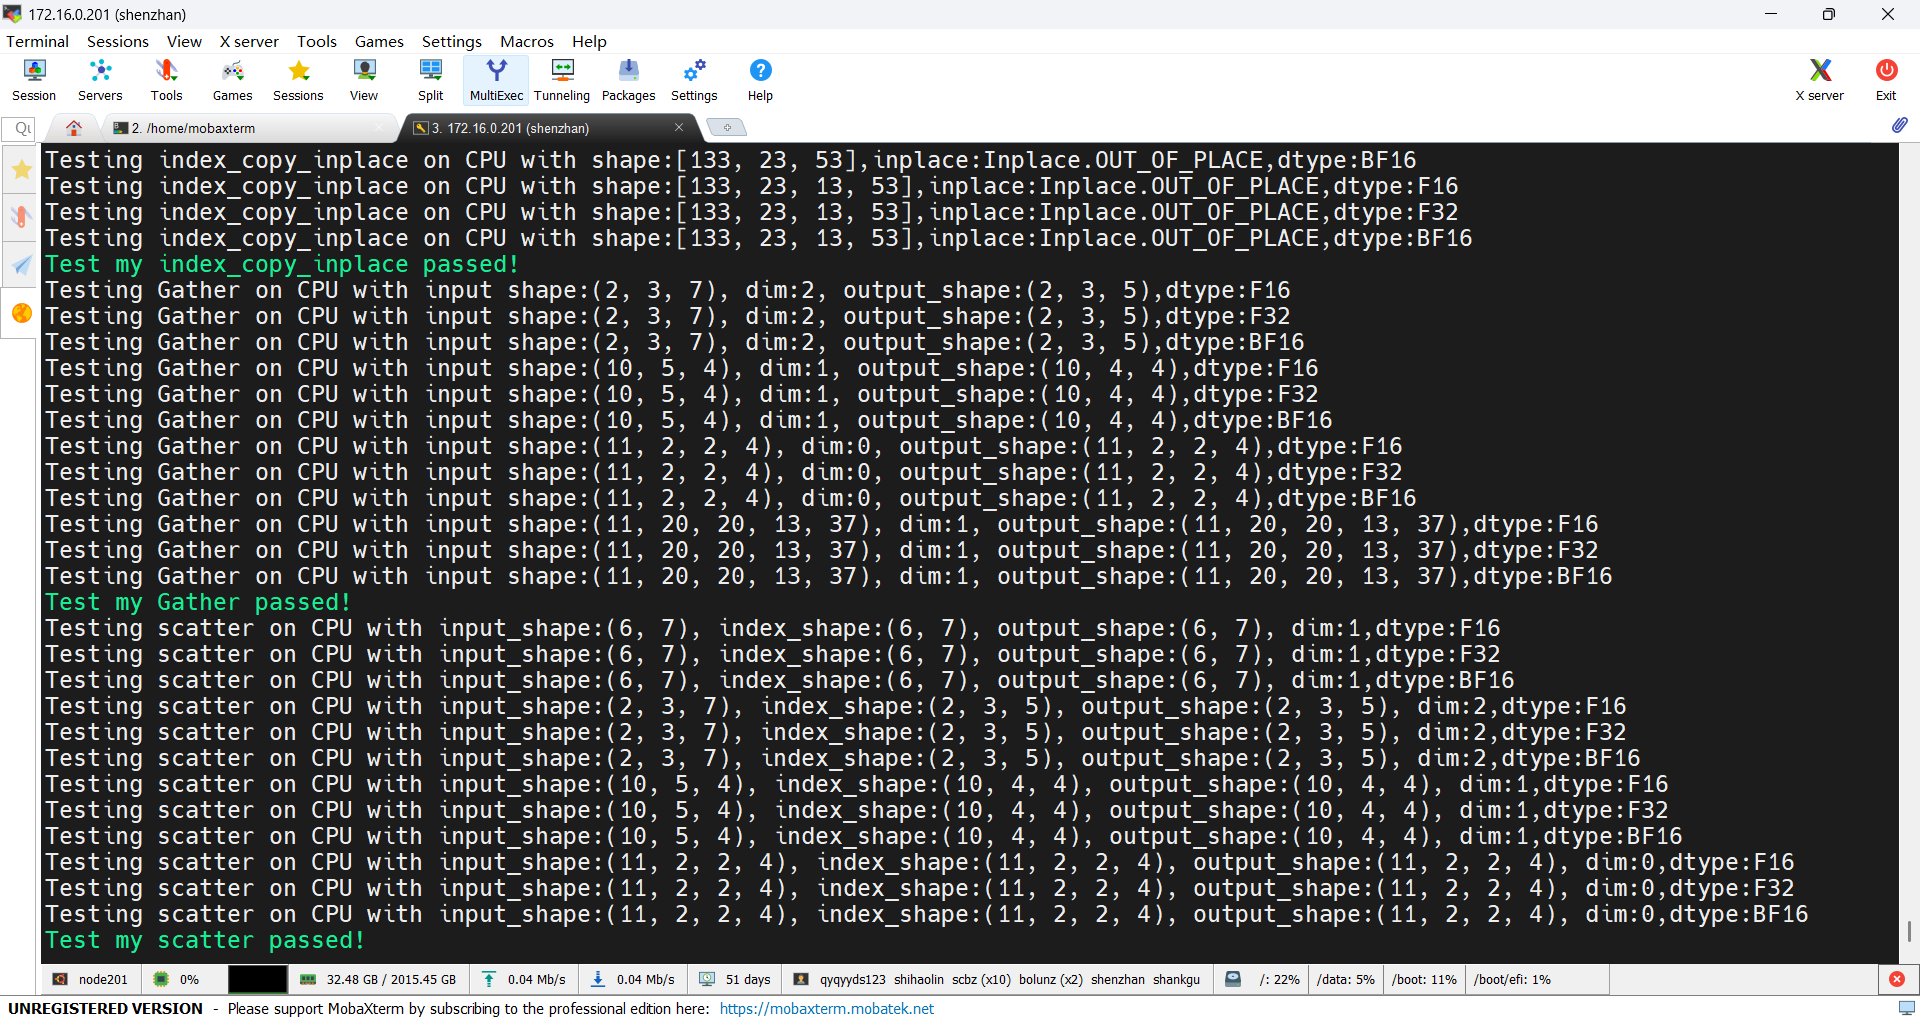 172.16.0.201 (shenzhan)
Terminal Sessions View X server Tools Games Settings Macros Help
Session Servers Tools Games Sessions View Split MultiExec Tunneling Packages Settings Help X server Exit
2. /home/mobaxterm 3. 172.16.0.201 (shenzhan)
Testing index_copy_inplace on CPU with shape:[133, 23, 53],inplace:Inplace.OUT_OF_PLACE,dtype:BF16
Testing index_copy_inplace on CPU with shape:[133, 23, 13, 53],inplace:Inplace.OUT_OF_PLACE,dtype:F16
Testing index_copy_inplace on CPU with shape:[133, 23, 13, 53],inplace:Inplace.OUT_OF_PLACE,dtype:F32
Testing index_copy_inplace on CPU with shape:[133, 23, 13, 53],inplace:Inplace.OUT_OF_PLACE,dtype:BF16
Test my index_copy_inplace passed!
Testing Gather on CPU with input shape:(2, 3, 7), dim:2, output_shape:(2, 3, 5),dtype:F16
Testing Gather on CPU with input shape:(2, 3, 7), dim:2, output_shape:(2, 3, 5),dtype:F32
Testing Gather on CPU with input shape:(2, 3, 7), dim:2, output_shape:(2, 3, 5),dtype:BF16
Testing Gather on CPU with input shape:(10, 5, 4), dim:1, output_shape:(10, 4, 4),dtype:F16
Testing Gather on CPU with input shape:(10, 5, 4), dim:1, output_shape:(10, 4, 4),dtype:F32
Testing Gather on CPU with input shape:(10, 5, 4), dim:1, output_shape:(10, 4, 4),dtype:BF16
Testing Gather on CPU with input shape:(11, 2, 2, 4), dim:0, output_shape:(11, 2, 2, 4),dtype:F16
Testing Gather on CPU with input shape:(11, 2, 2, 4), dim:0, output_shape:(11, 2, 2, 4),dtype:F32
Testing Gather on CPU with input shape:(11, 2, 2, 4), dim:0, output_shape:(11, 2, 2, 4),dtype:BF16
Testing Gather on CPU with input shape:(11, 20, 20, 13, 37), dim:1, output_shape:(11, 20, 20, 13, 37),dtype:F16
Testing Gather on CPU with input shape:(11, 20, 20, 13, 37), dim:1, output_shape:(11, 20, 20, 13, 37),dtype:F32
Testing Gather on CPU with input shape:(11, 20, 20, 13, 37), dim:1, output_shape:(11, 20, 20, 13, 37),dtype:BF16
Test my Gather passed!
Testing scatter on CPU with input_shape:(6, 7), index_shape:(6, 7), output_shape:(6, 7), dim:1,dtype:F16
Testing scatter on CPU with input_shape:(6, 7), index_shape:(6, 7), output_shape:(6, 7), dim:1,dtype:F32
Testing scatter on CPU with input_shape:(6, 7), index_shape:(6, 7), output_shape:(6, 7), dim:1,dtype:BF16
Testing scatter on CPU with input_shape:(2, 3, 7), index_shape:(2, 3, 5), output_shape:(2, 3, 5), dim:2,dtype:F16
Testing scatter on CPU with input_shape:(2, 3, 7), index_shape:(2, 3, 5), output_shape:(2, 3, 5), dim:2,dtype:F32
Testing scatter on CPU with input_shape:(2, 3, 7), index_shape:(2, 3, 5), output_shape:(2, 3, 5), dim:2,dtype:BF16
Testing scatter on CPU with input_shape:(10, 5, 4), index_shape:(10, 4, 4), output_shape:(10, 4, 4), dim:1,dtype:F16
Testing scatter on CPU with input_shape:(10, 5, 4), index_shape:(10, 4, 4), output_shape:(10, 4, 4), dim:1,dtype:F32
Testing scatter on CPU with input_shape:(10, 5, 4), index_shape:(10, 4, 4), output_shape:(10, 4, 4), dim:1,dtype:BF16
Testing scatter on CPU with input_shape:(11, 2, 2, 4), index_shape:(11, 2, 2, 4), output_shape:(11, 2, 2, 4), dim:0,dtype:F16
Testing scatter on CPU with input_shape:(11, 2, 2, 4), index_shape:(11, 2, 2, 4), output_shape:(11, 2, 2, 4), dim:0,dtype:F32
Testing scatter on CPU with input_shape:(11, 2, 2, 4), index_shape:(11, 2, 2, 4), output_shape:(11, 2, 2, 4), dim:0,dtype:BF16
Test my scatter passed!
node201 0% 32.48 GB / 2015.45 GB 0.04 Mb/s 0.04 Mb/s 51 days qyqyyds123 shihaolin scbz (x10) bolunz (x2) shenzhan shankgu /: 22% /data: 5% /boot: 11% /boot/efi: 1%
UNREGISTERED VERSION - Please support MobaXterm by subscribing to the professional edition here: https://mobaxterm.mobatek.net